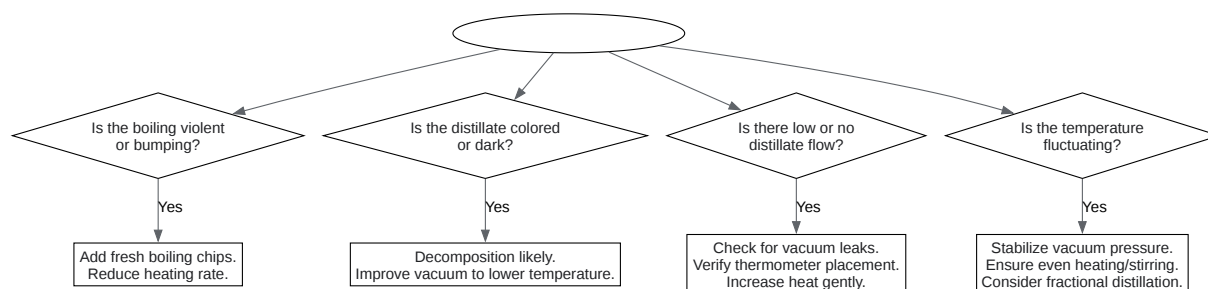 Is the boiling violent
or bumping?
Is the distillate colored
or dark?
Is there low or no
distillate flow?
Is the temperature
fluctuating?
Yes
Yes
Yes
Yes
Add fresh boiling chips.
Reduce heating rate.
Decomposition likely.
Improve vacuum to lower temperature.
Check for vacuum leaks.
Verify thermometer placement.
Increase heat gently.
Stabilize vacuum pressure.
Ensure even heating/stirring.
Consider fractional distillation.